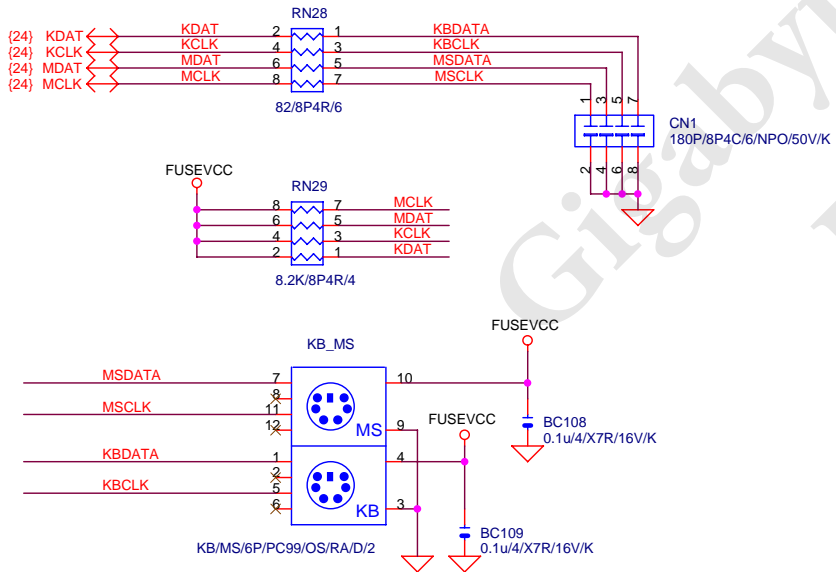 RN28
{24} KDAT KDAT 2 1 KBDATA
{24} KCLK KCLK 4 3 KBCLK
{24} MDAT MDAT 6 5 MSDATA
{24} MCLK MCLK 8 7 MSCLK
82/8P4R/6
1 3 5 7
CN1
180P/8P4C/6/NPO/50V/K
2 4 6 8
FUSEVCC
RN29
8 7 MCLK
6 5 MDAT
4 3 KCLK
2 1 KDAT
8.2K/8P4R/4
Gigabyt
FUSEVCC
KB_MS
MSDATA 7 10
8
MSCLK 11
12 MS 9
FUSEVCC
BC108
0.1u/4/X7R/16V/K
KBDATA 1 4
2
KBCLK 5
6 KB 3
KB/MS/6P/PC99/OS/RA/D/2
BC109
0.1u/4/X7R/16V/K